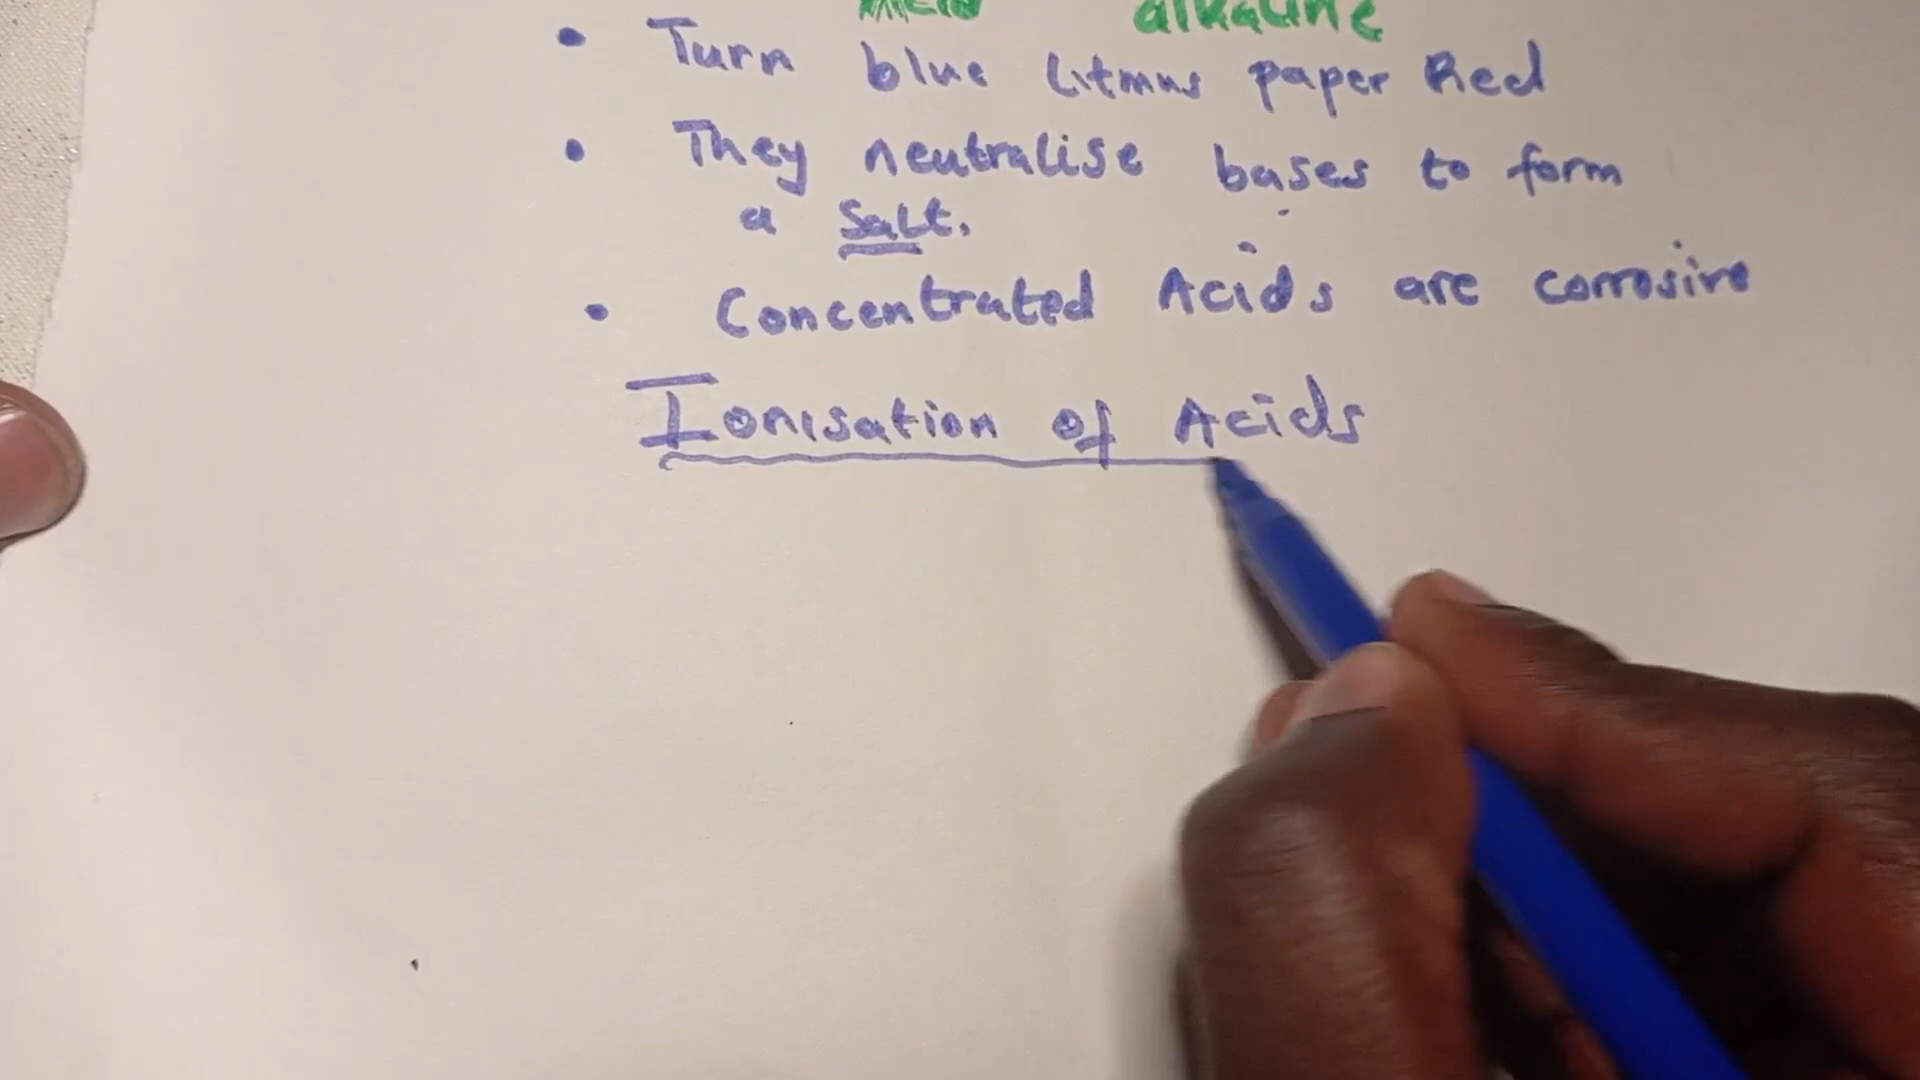 alkaline
• Turn blue litmus paper Red
• They neutralise bases to form
a Salt.
• Concentrated Acids are corrosive
Ionisation of Acids